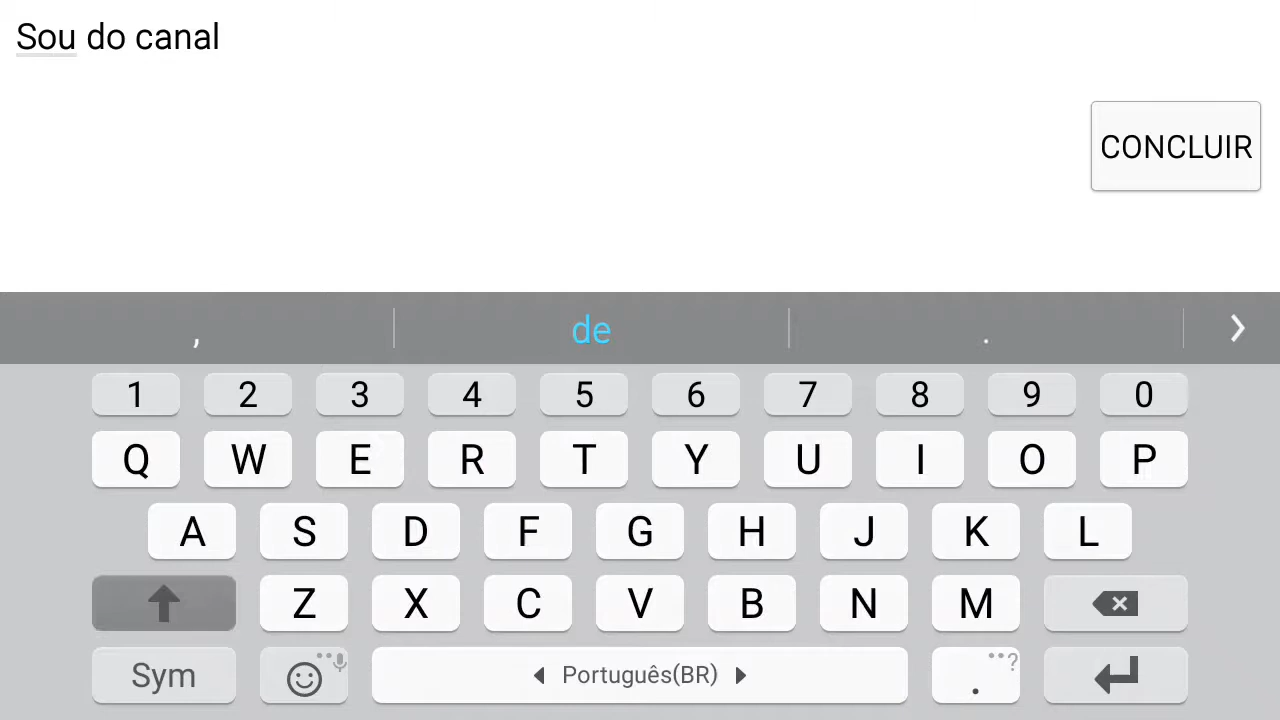 Sou do canal
CONCLUIR
, de .
1 2 3 4 5 6 7 8 9 0
Q W E R T Y U I O P
A S D F G H J K L
Z X C V B N M
Sym Português(BR) . ?